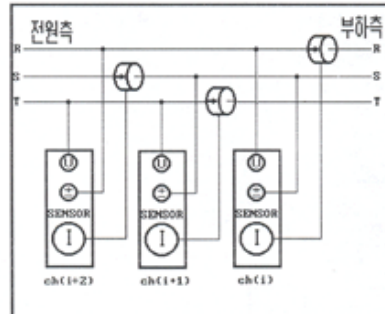 전원측 부하측
R R
S S
T T
U U U
± ± ±
SENSOR SENSOR SENSOR
I I I
ch(i+2) ch(i+1) ch(i)